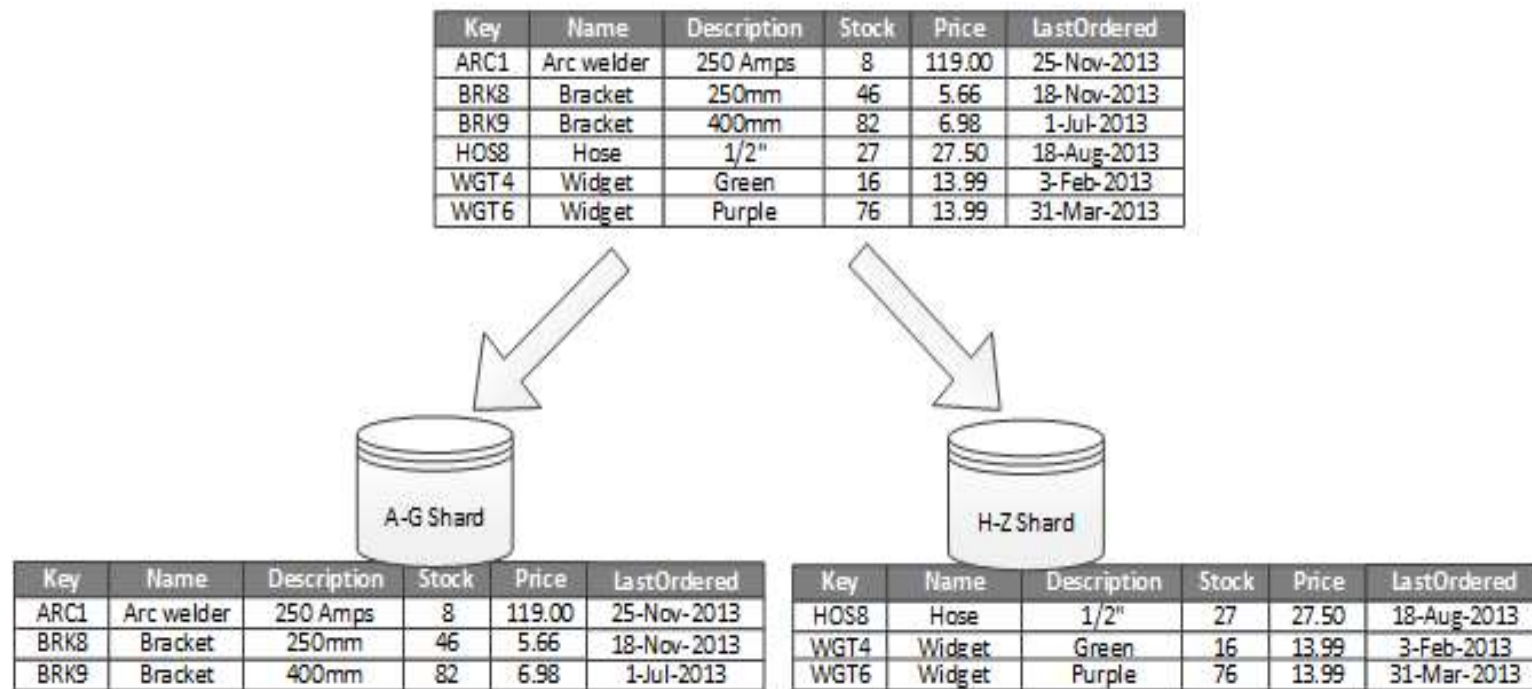 Key Name Description Stock Price LastOrdered
ARC1 Arc welder 250 Amps 8 119.00 25-Nov-2013
BRK8 Bracket 250mm 46 5.66 18-Nov-2013
BRK9 Bracket 400mm 82 6.98 1-Jul-2013
HOS8 Hose 1/2" 27 27.50 18-Aug-2013
WGT4 Widget Green 16 13.99 3-Feb-2013
WGT6 Widget Purple 76 13.99 31-Mar-2013
A-G Shard
H-Z Shard
Key Name Description Stock Price LastOrdered
ARC1 Arc welder 250 Amps 8 119.00 25-Nov-2013
BRK8 Bracket 250mm 46 5.66 18-Nov-2013
BRK9 Bracket 400mm 82 6.98 1-Jul-2013
Key Name Description Stock Price LastOrdered
HOS8 Hose 1/2" 27 27.50 18-Aug-2013
WGT4 Widget Green 16 13.99 3-Feb-2013
WGT6 Widget Purple 76 13.99 31-Mar-2013